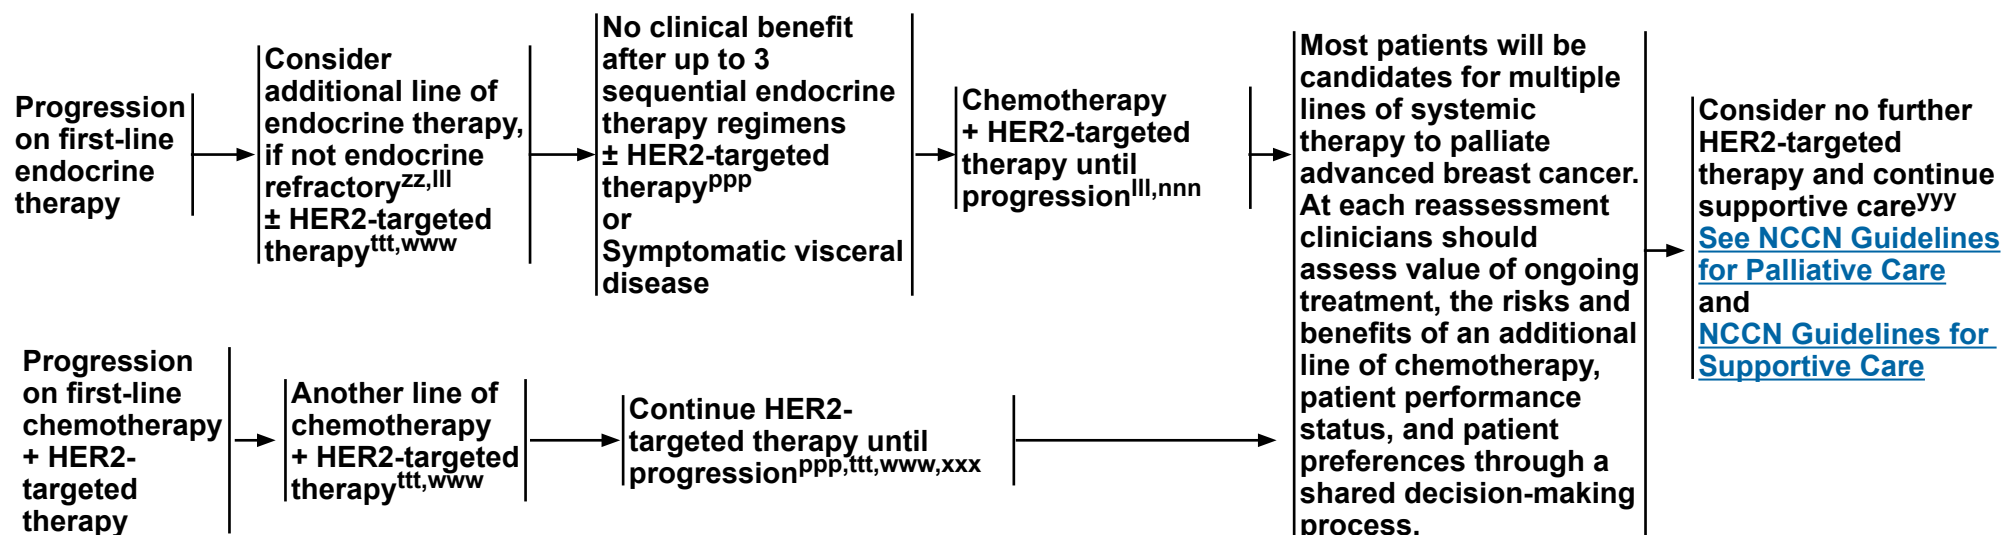 Progression
on first-line
endocrine
therapy
Consider
additional line of
endocrine therapy,
if not endocrine
refractoryzz,lll
± HER2-targeted
therapyttt,www
No clinical benefit
after up to 3
sequential endocrine
therapy regimens
± HER2-targeted
therapyppp
or
Symptomatic visceral
disease
Chemotherapy
+ HER2-targeted
therapy until
progressionlll,nnn
Progression
on first-line
chemotherapy
+ HER2-
targeted
therapy
Another line of
chemotherapy
+ HER2-targeted
therapyttt,www
Continue HER2-
targeted therapy until
progressionppp,ttt,www,xxx
Most patients will be
candidates for multiple
lines of systemic
therapy to palliate
advanced breast cancer.
At each reassessment
clinicians should
assess value of ongoing
treatment, the risks and
benefits of an additional
line of chemotherapy,
patient performance
status, and patient
preferences through a
shared decision-making
process.
Consider no further
HER2-targeted
therapy and continue
supportive careyyy
See NCCN Guidelines
for Palliative Care
and
NCCN Guidelines for
Supportive Care